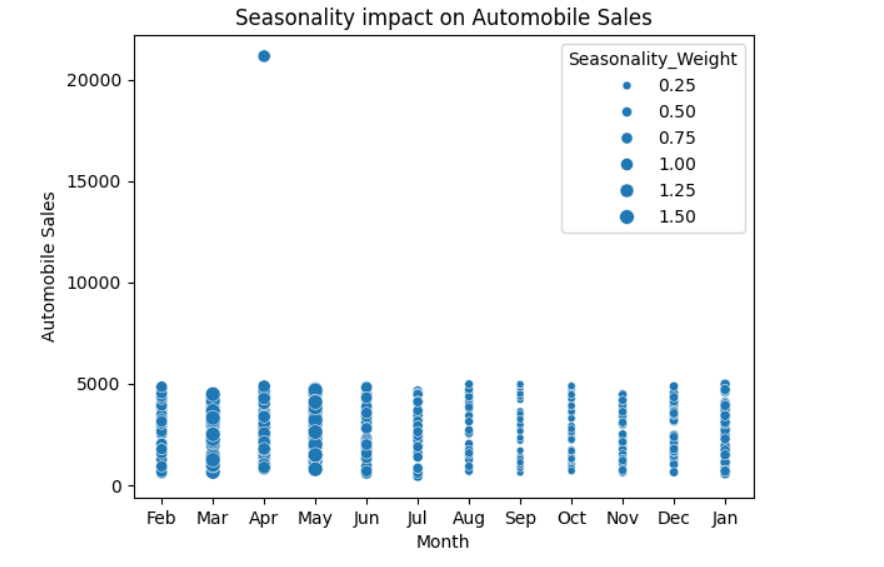 Seasonality impact on Automobile Sales
Seasonality_Weight
0.25
0.50
0.75
1.00
1.25
1.50
20000
15000
10000
5000
0
Automobile Sales
Feb Mar Apr May Jun Jul Aug Sep Oct Nov Dec Jan
Month